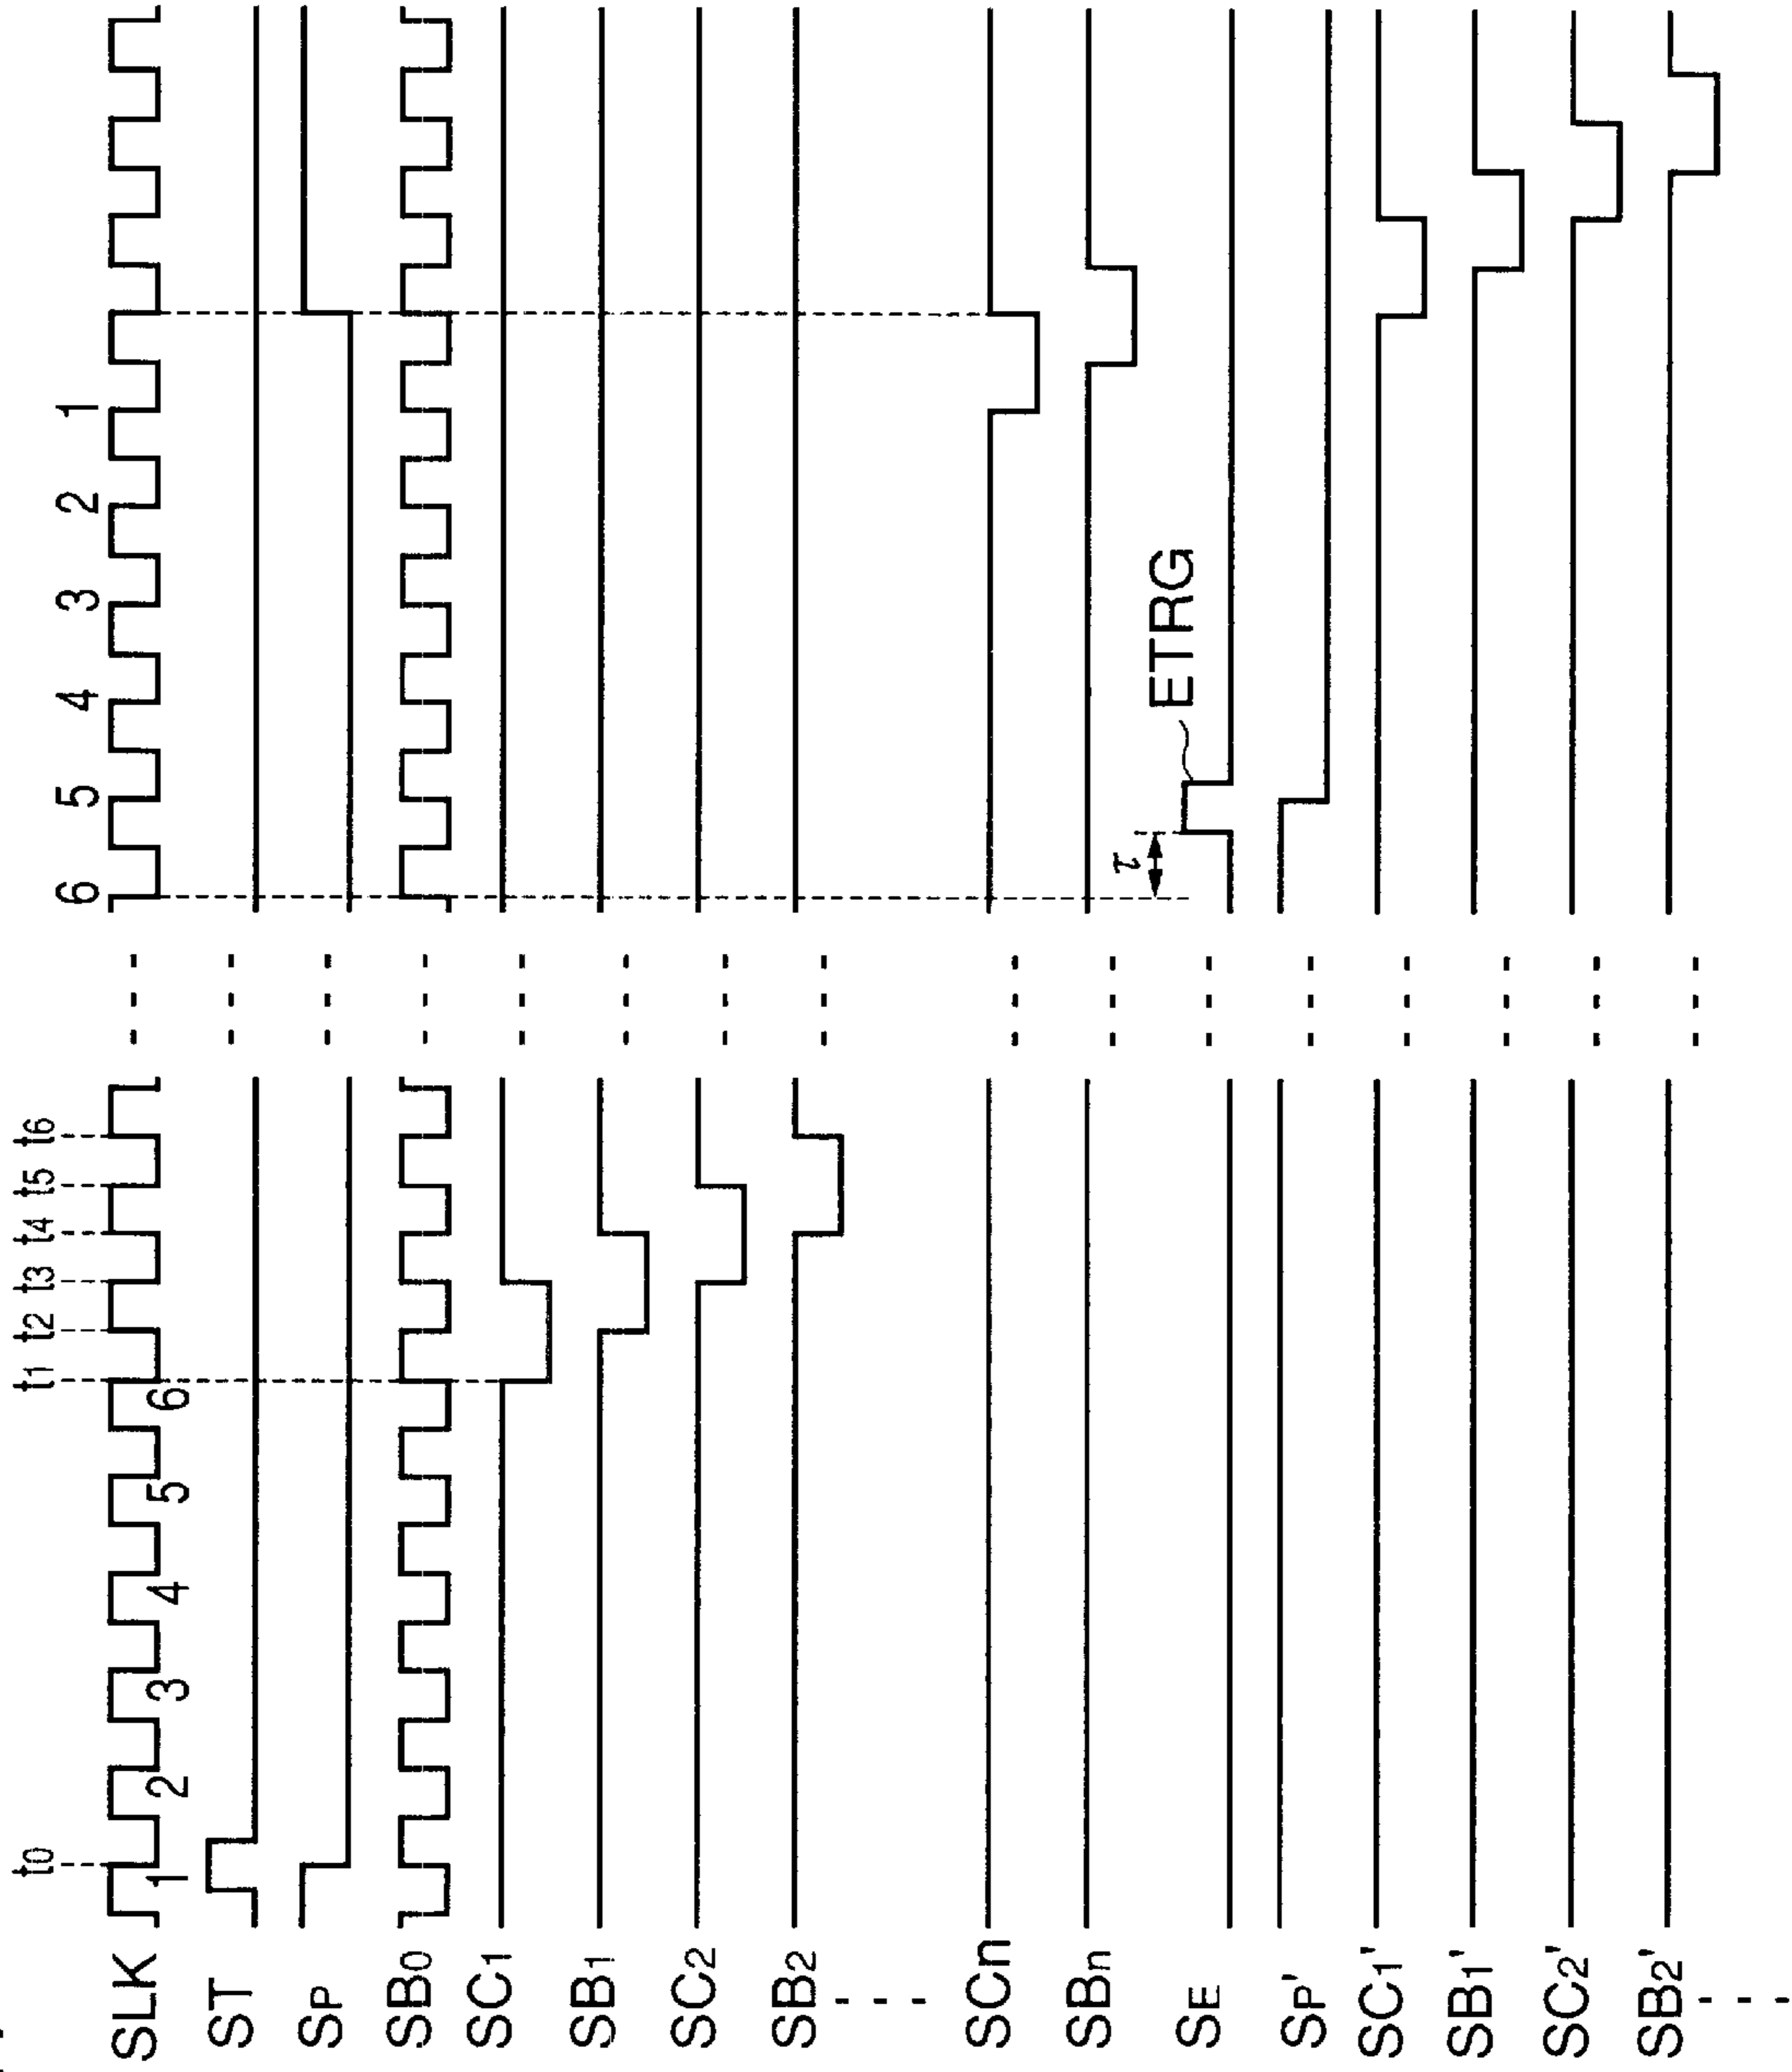 t0 t1 t2 t3 t4 t5 t6
6 5 4 3 2 1
SLK
1 2 3 4 5 6
ST
SP
SB0
SC1
SB1
SC2
SB2
SCn
SBn
τ
ETRG
SE
SP'
SC1'
SB1'
SC2'
SB2'